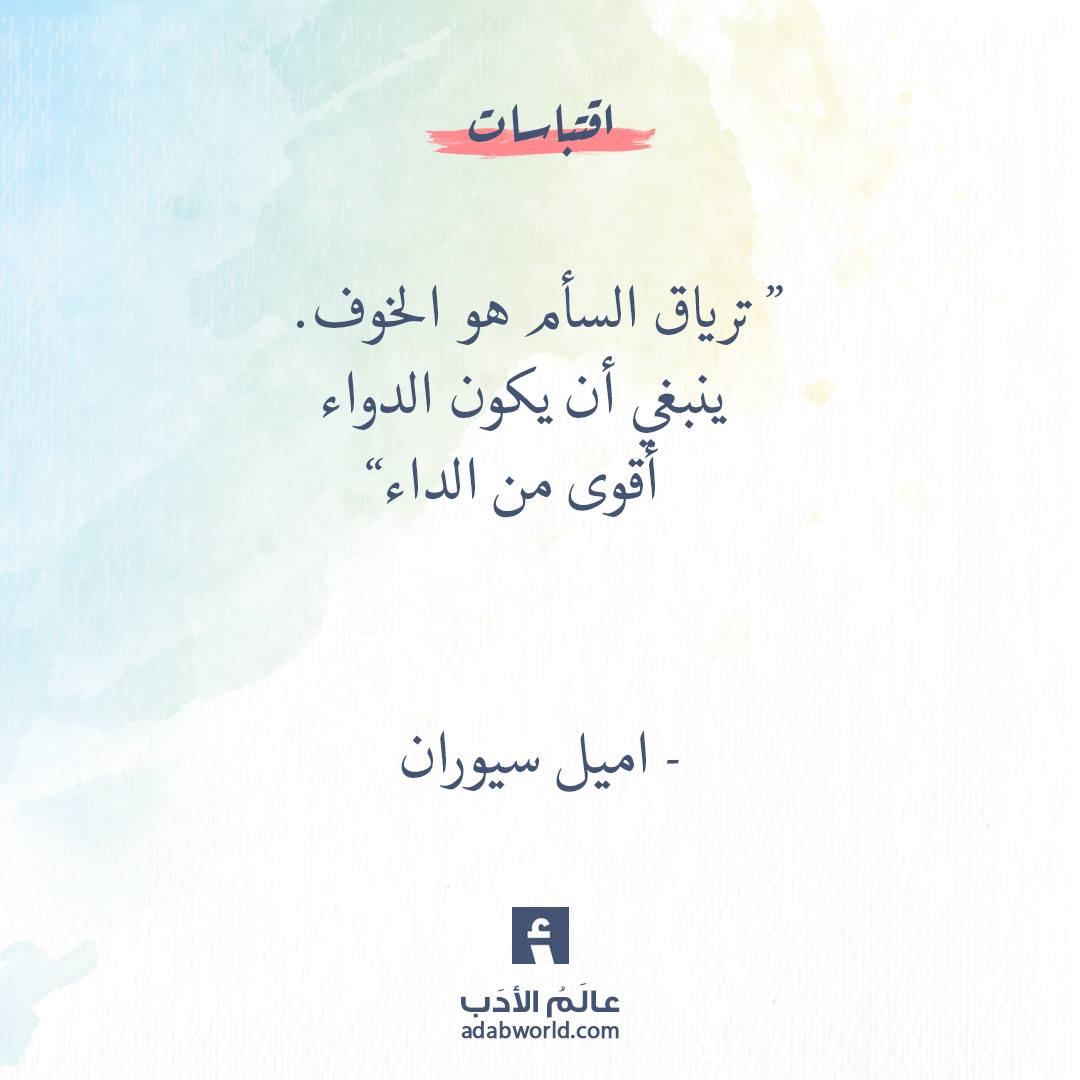 اقتباسات
” ترياق السأم هو الخوف.
ينبغي أن يكون الدواء
أقوى من الداء“
- اميل سيوران
أ
عالَمُ الأدَب
adabworld.com